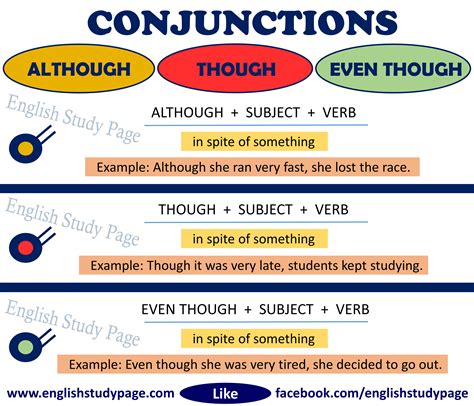 CONJUNCTIONS
ALTHOUGH THOUGH EVEN THOUGH
English Study Page
ALTHOUGH + SUBJECT + VERB
in spite of something
Example: Although she ran very fast, she lost the race.
English Study Page
THOUGH + SUBJECT + VERB
in spite of something
Example: Though it was very late, students kept studying.
English Study Page
EVEN THOUGH + SUBJECT + VERB
in spite of something
Example: Even though she was very tired, she decided to go out.
www.englishstudypage.com Like facebook.com/englishstudypage